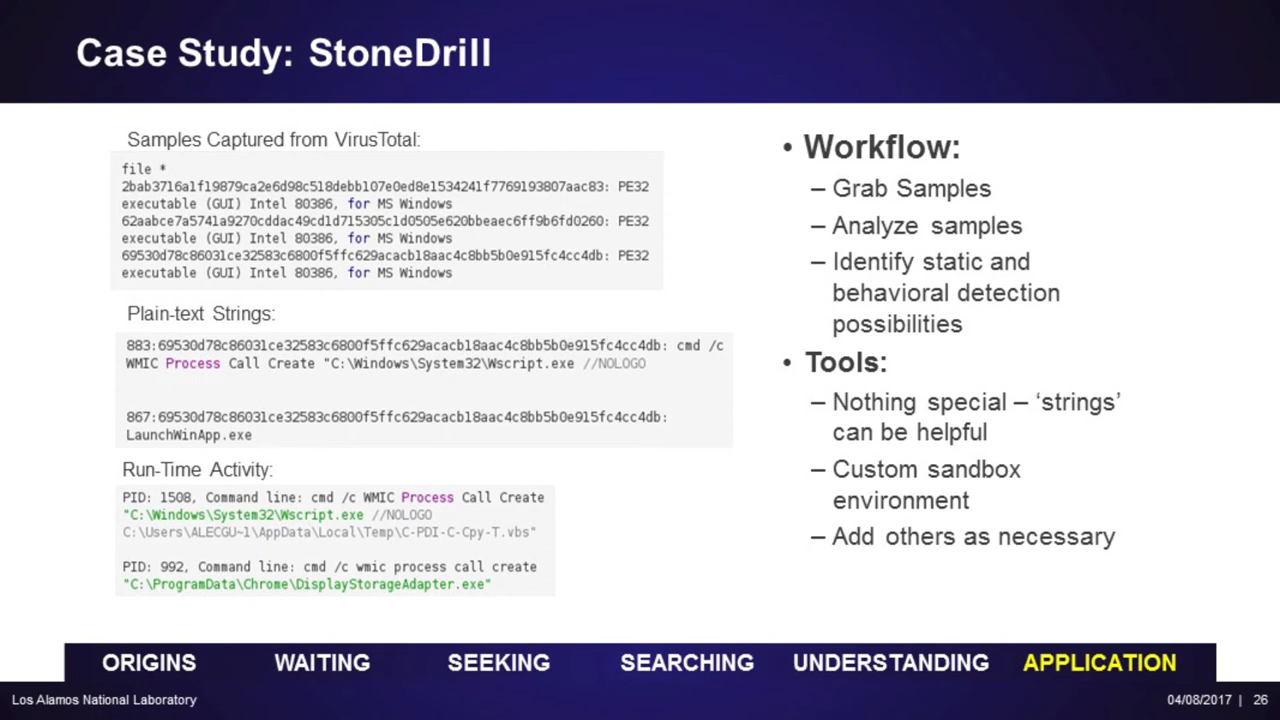 Case Study: StoneDrill
Samples Captured from VirusTotal:
file *
2bab3716a1f19879ca2e6d98c518debb107e0ed8e1534241f7769193807aac83: PE32
executable (GUI) Intel 80386, for MS Windows
62aabce7a5741a9270cddac49cd1d715305c1d0505e620bbeaec6ff9b6fd0260: PE32
executable (GUI) Intel 80386, for MS Windows
69530d78c86031ce32583c6800f5ffc629acacb18aac4c8bb5b0e915fc4cc4db: PE32
executable (GUI) Intel 80386, for MS Windows
Plain-text Strings:
883:69530d78c86031ce32583c6800f5ffc629acacb18aac4c8bb5b0e915fc4cc4db: cmd /c
WMIC Process Call Create "C:\Windows\System32\Wscript.exe //NOLOGO
867:69530d78c86031ce32583c6800f5ffc629acacb18aac4c8bb5b0e915fc4cc4db:
LaunchWinApp.exe
Run-Time Activity:
PID: 1508, Command line: cmd /c WMIC Process Call Create
"C:\Windows\System32\Wscript.exe //NOLOGO
C:\Users\ALECGU~1\AppData\Local\Temp\C-PDI-C-Cpy-T.vbs"
PID: 992, Command line: cmd /c wmic process call create
"C:\ProgramData\Chrome\DisplayStorageAdapter.exe"
• Workflow:
– Grab Samples
– Analyze samples
– Identify static and
behavioral detection
possibilities
• Tools:
– Nothing special – ‘strings’
can be helpful
– Custom sandbox
environment
– Add others as necessary
ORIGINS WAITING SEEKING SEARCHING UNDERSTANDING APPLICATION
Los Alamos National Laboratory 04/08/2017 | 26